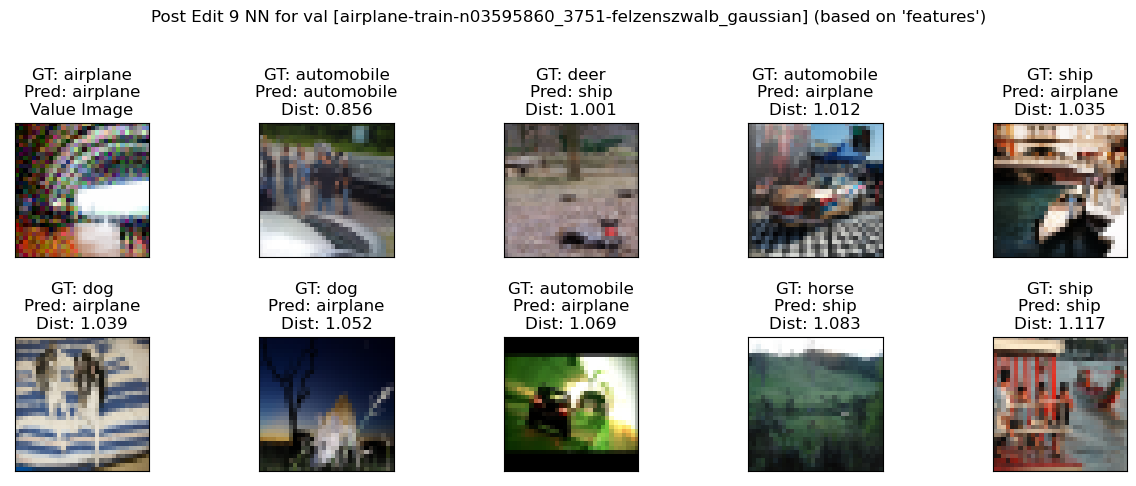 Post Edit 9 NN for val [airplane-train-n03595860_3751-felzenszwalb_gaussian] (based on 'features')
GT: airplane
Pred: airplane
Value Image
GT: automobile
Pred: automobile
Dist: 0.856
GT: deer
Pred: ship
Dist: 1.001
GT: automobile
Pred: airplane
Dist: 1.012
GT: ship
Pred: airplane
Dist: 1.035
GT: dog
Pred: airplane
Dist: 1.039
GT: dog
Pred: airplane
Dist: 1.052
GT: automobile
Pred: airplane
Dist: 1.069
GT: horse
Pred: ship
Dist: 1.083
GT: ship
Pred: ship
Dist: 1.117